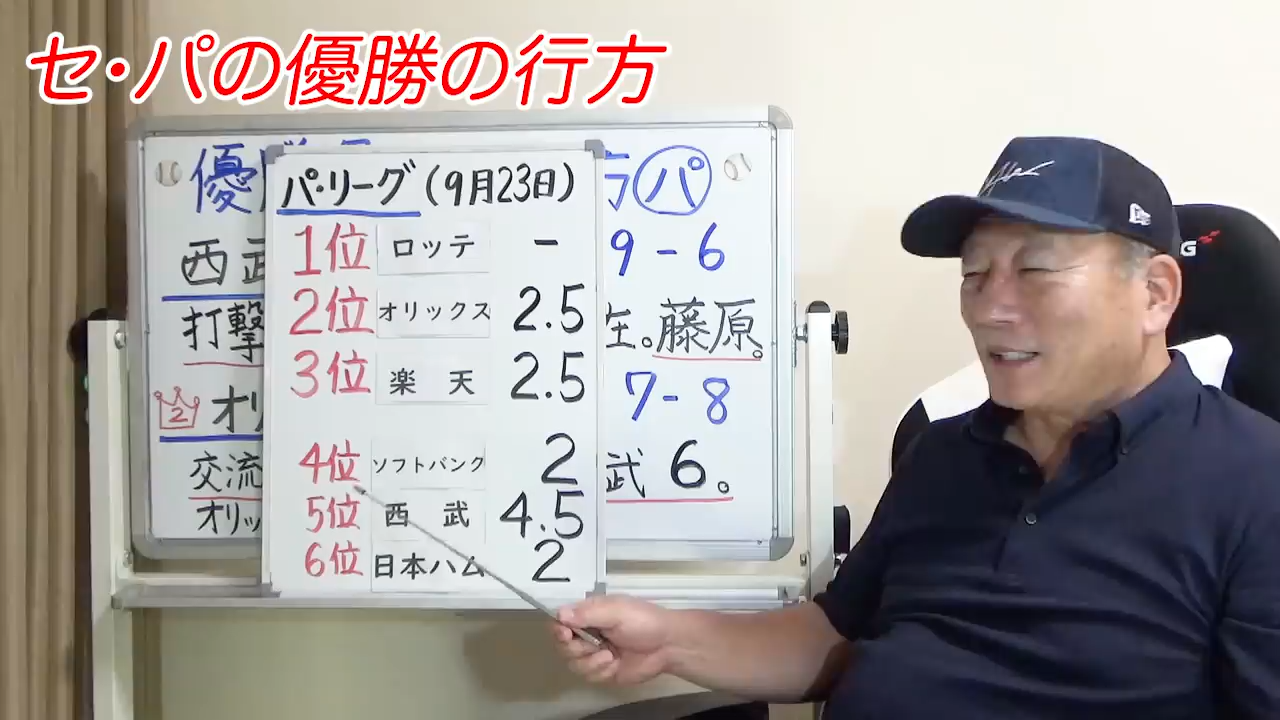 セ・パの優勝の行方
優
パ
パ・リーグ(9月23日)
1位 ロッテ -
2位 オリックス 2.5
3位 楽天 2.5
4位 ソフトバンク 2
5位 西武 4.5
6位 日本ハム 2
西武
9-6
打撃
在。藤原。
2 オリ
7-8
交流
武 6。
オリッ
G